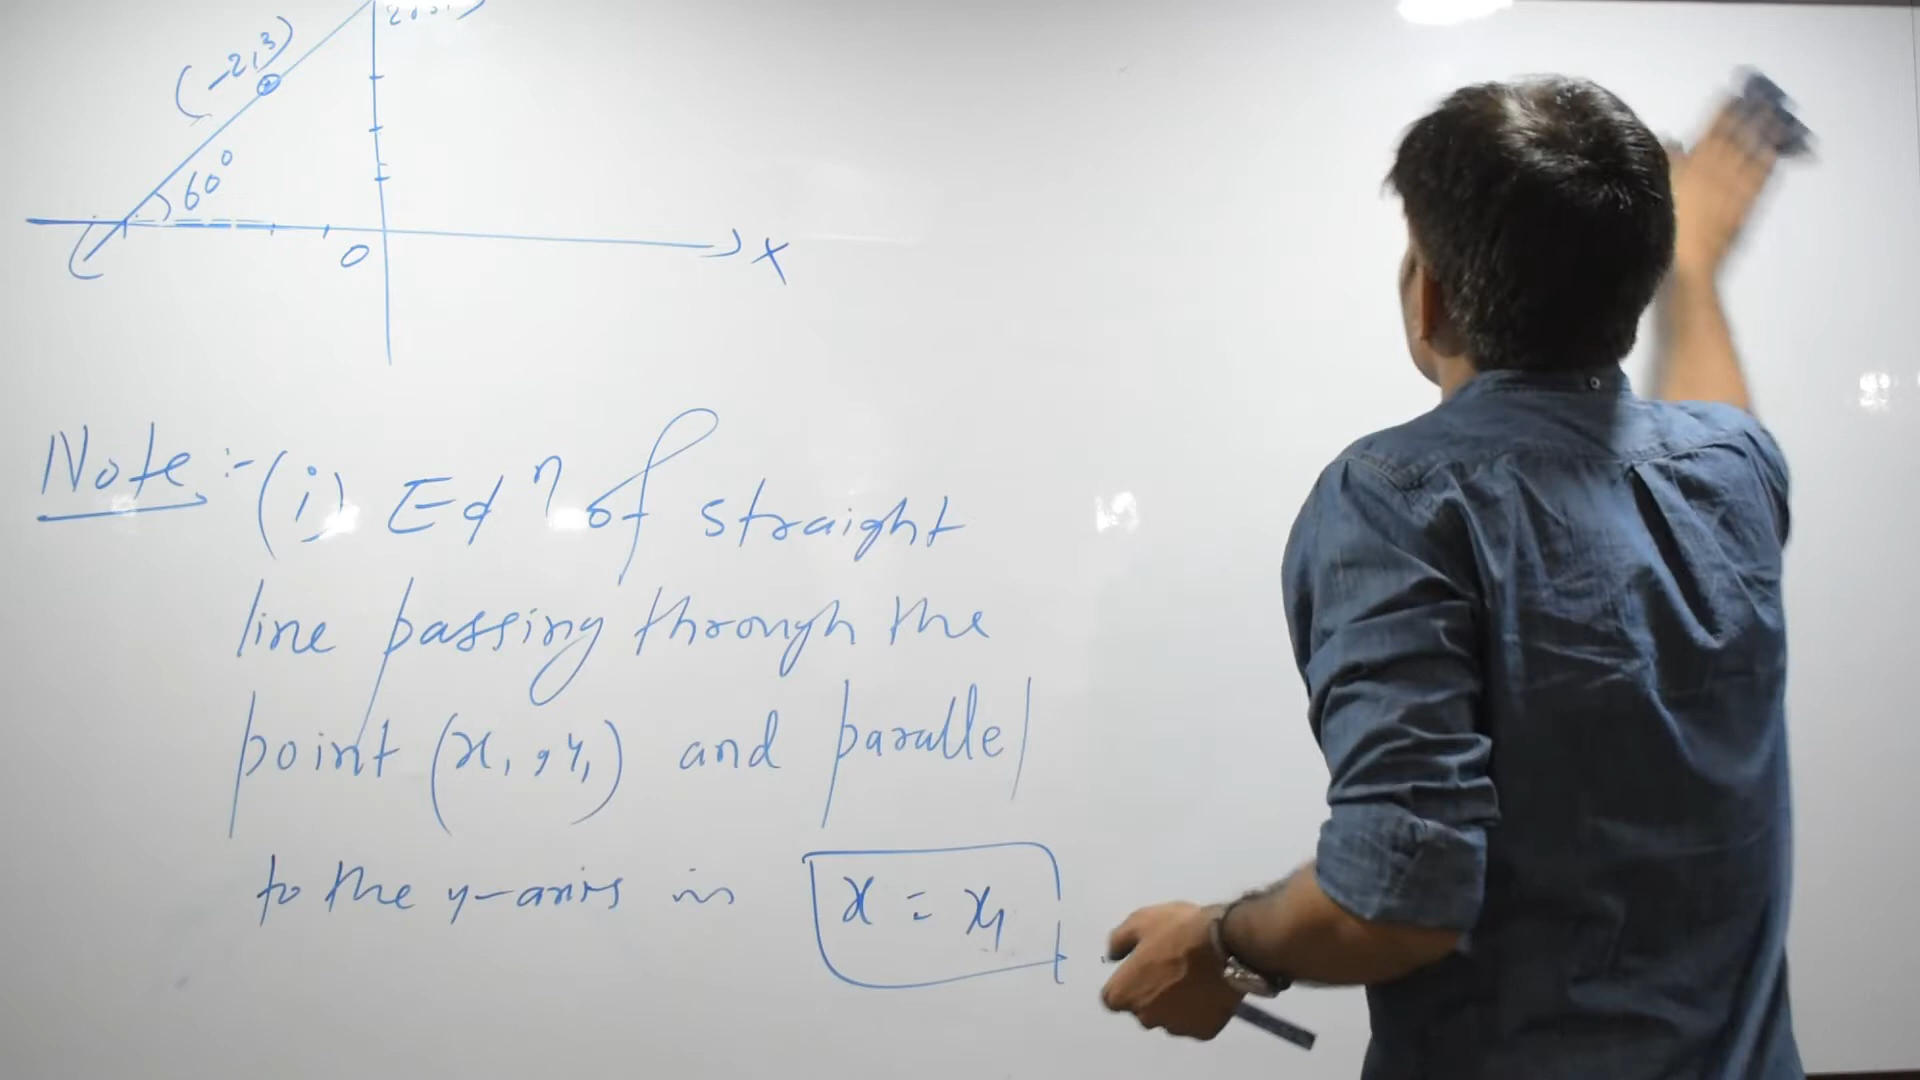 (-2,3)
60°
O
X
Note :- (i) Eqⁿ of straight
line passing through the
point (x₁, y₁) and parallel
to the y-axis is x = x₁